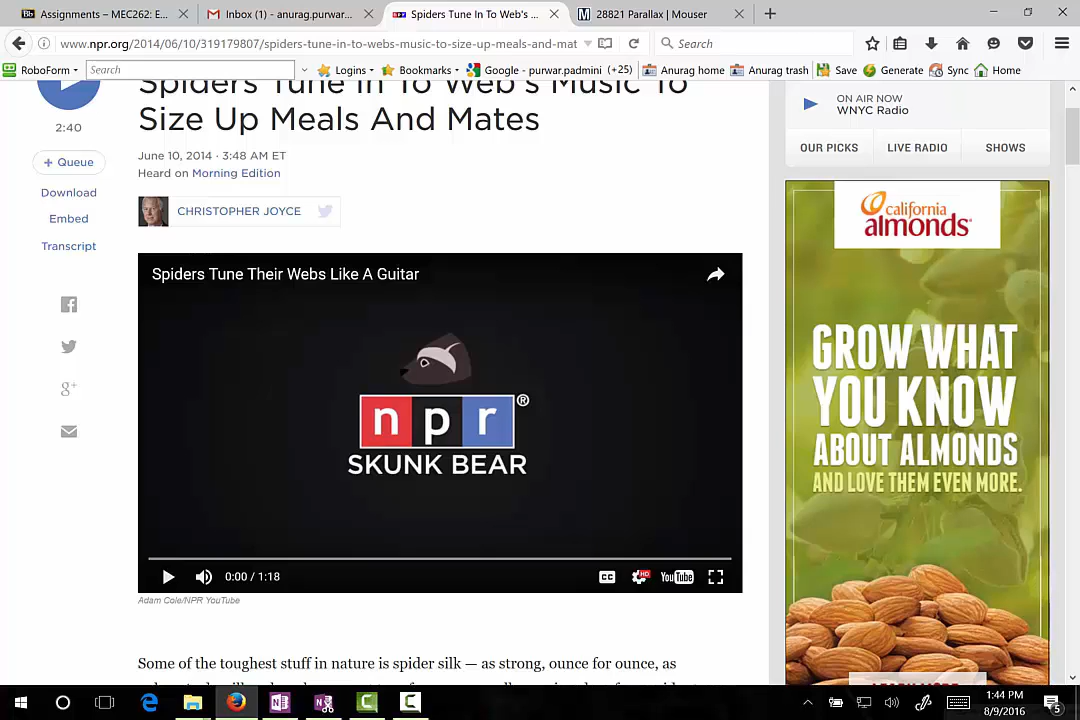 Assignments – MEC262: E...
Inbox (1) - anurag.purwar...
Spiders Tune In To Web's ...
28821 Parallax | Mouser
www.npr.org/2014/06/10/319179807/spiders-tune-in-to-webs-music-to-size-up-meals-and-mat
Search
RoboForm
Search
Logins
Bookmarks
Google - purwar.padmini
(+25)
Anurag home
Anurag trash
Save
Generate
Sync
Home
Spiders Tune In To Web's Music To
Size Up Meals And Mates
2:40
June 10, 2014 · 3:48 AM ET
Heard on Morning Edition
+ Queue
Download
Embed
Transcript
CHRISTOPHER JOYCE
Spiders Tune Their Webs Like A Guitar
npr®
SKUNK BEAR
0:00 / 1:18
CC
HD
YouTube
Adam Cole/NPR YouTube
Some of the toughest stuff in nature is spider silk — as strong, ounce for ounce, as
ON AIR NOW
WNYC Radio
OUR PICKS
LIVE RADIO
SHOWS
california
almonds®
GROW WHAT
YOU KNOW
ABOUT ALMONDS
AND LOVE THEM EVEN MORE.
1:44 PM
8/9/2016
5